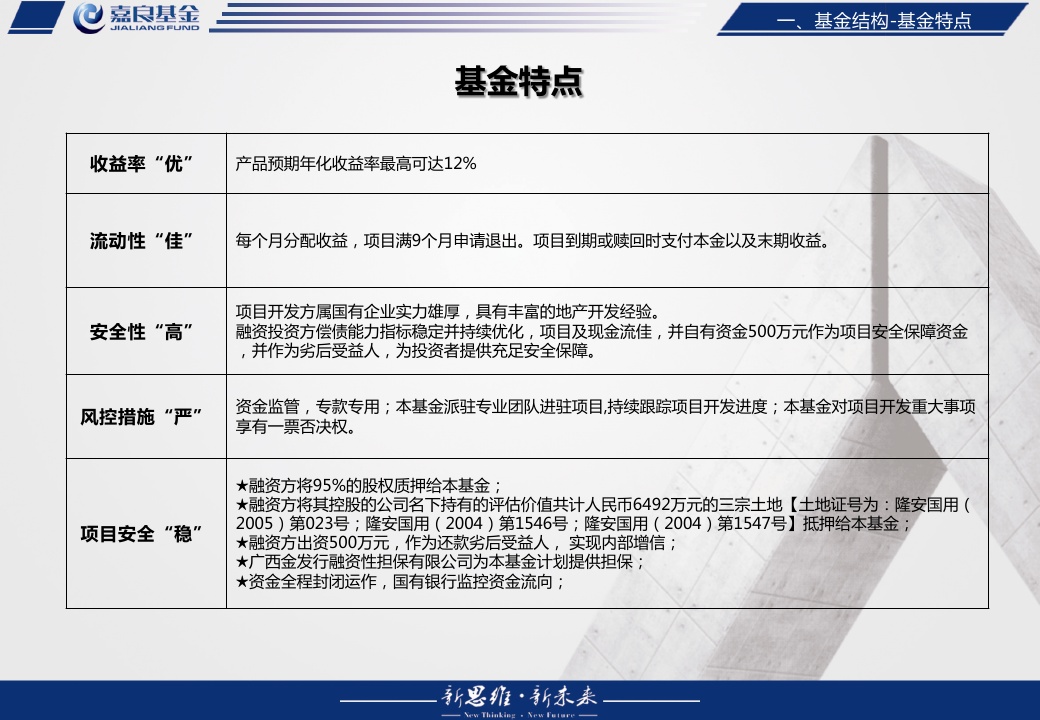 嘉良基金
JIALIANG FUND
一、基金结构-基金特点
基金特点
收益率“优”
产品预期年化收益率最高可达12%
流动性“佳”
每个月分配收益，项目满9个月申请退出。项目到期或赎回时支付本金以及末期收益。
安全性“高”
项目开发方属国有企业实力雄厚，具有丰富的地产开发经验。
融资投资方偿债能力指标稳定并持续优化，项目及现金流佳，并自有资金500万元作为项目安全保障资金
，并作为劣后受益人，为投资者提供充足安全保障。
风控措施“严”
资金监管，专款专用；本基金派驻专业团队进驻项目,持续跟踪项目开发进度；本基金对项目开发重大事项
享有一票否决权。
项目安全“稳”
★融资方将95%的股权质押给本基金；
★融资方将其控股的公司名下持有的评估价值共计人民币6492万元的三宗土地【土地证号为：隆安国用（
2005）第023号；隆安国用（2004）第1546号；隆安国用（2004）第1547号】抵押给本基金；
★融资方出资500万元，作为还款劣后受益人， 实现内部增信；
★广西金发行融资性担保有限公司为本基金计划提供担保；
★资金全程封闭运作，国有银行监控资金流向；
新思维·新未来
New Thinking · New Future